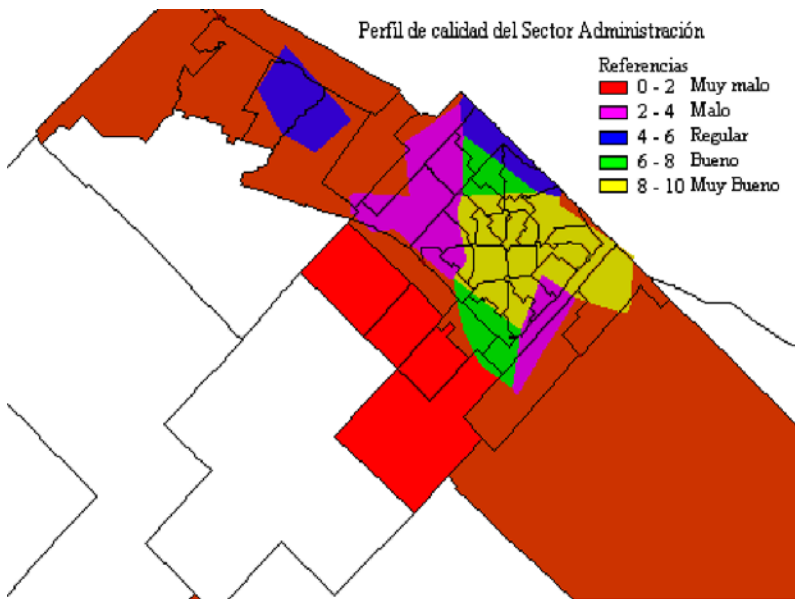 Perfil de calidad del Sector Administración
Referencias
0 - 2 Muy malo
2 - 4 Malo
4 - 6 Regular
6 - 8 Bueno
8 - 10 Muy Bueno